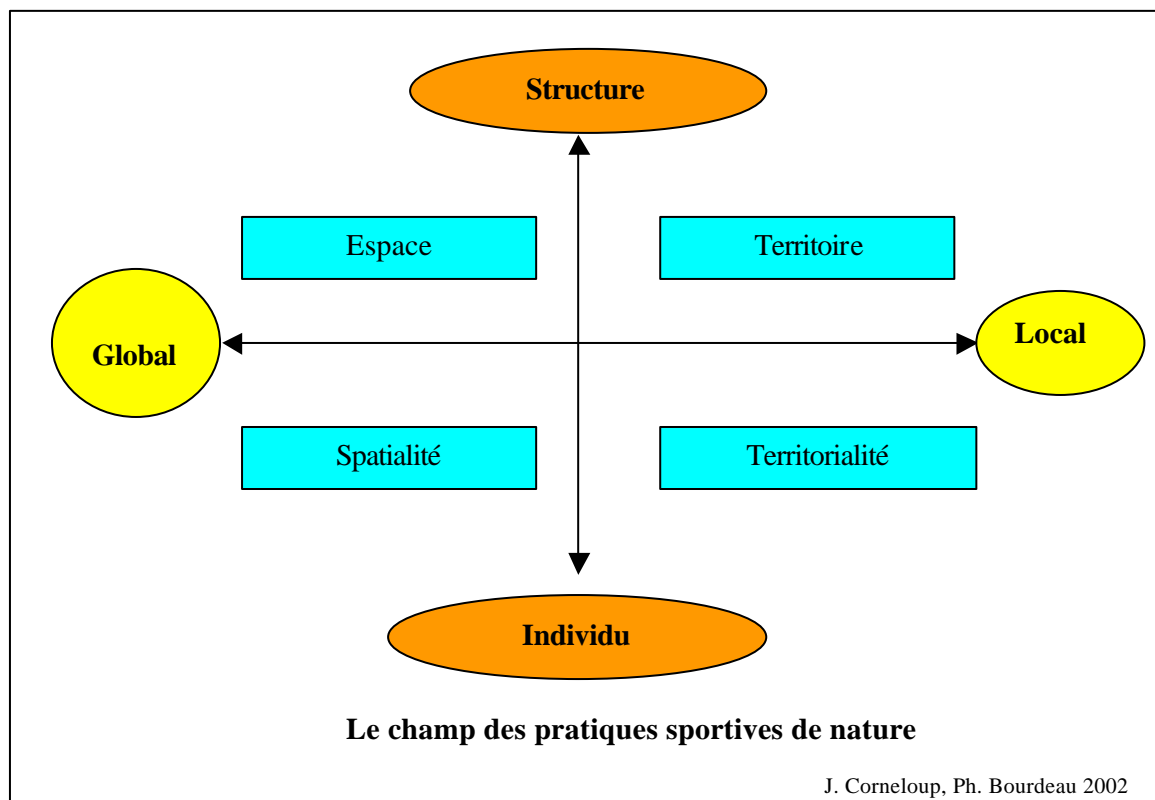 Structure
Espace
Territoire
Global
Local
Spatialité
Territorialité
Individu
Le champ des pratiques sportives de nature
J. Corneloup, Ph. Bourdeau 2002